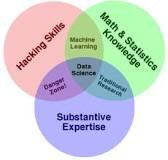 Hacking Skills
Math & Statistics
Knowledge
Machine
Learning
Data
Science
Danger
Zone!
Traditional
Research
Substantive
Expertise